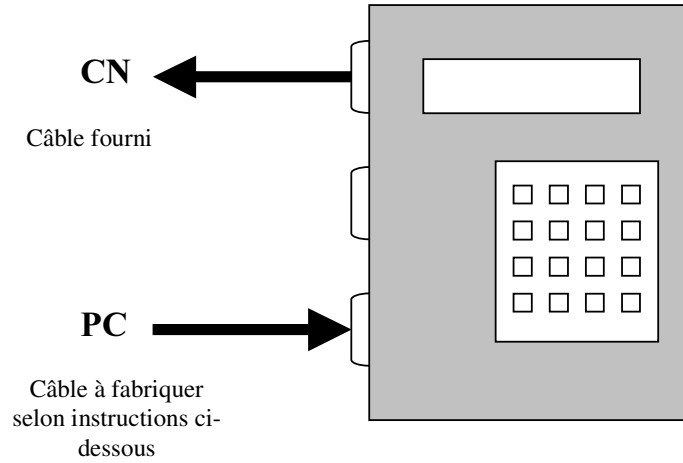 CN
Câble fourni
PC
Câble à fabriquer
selon instructions ci-
dessous